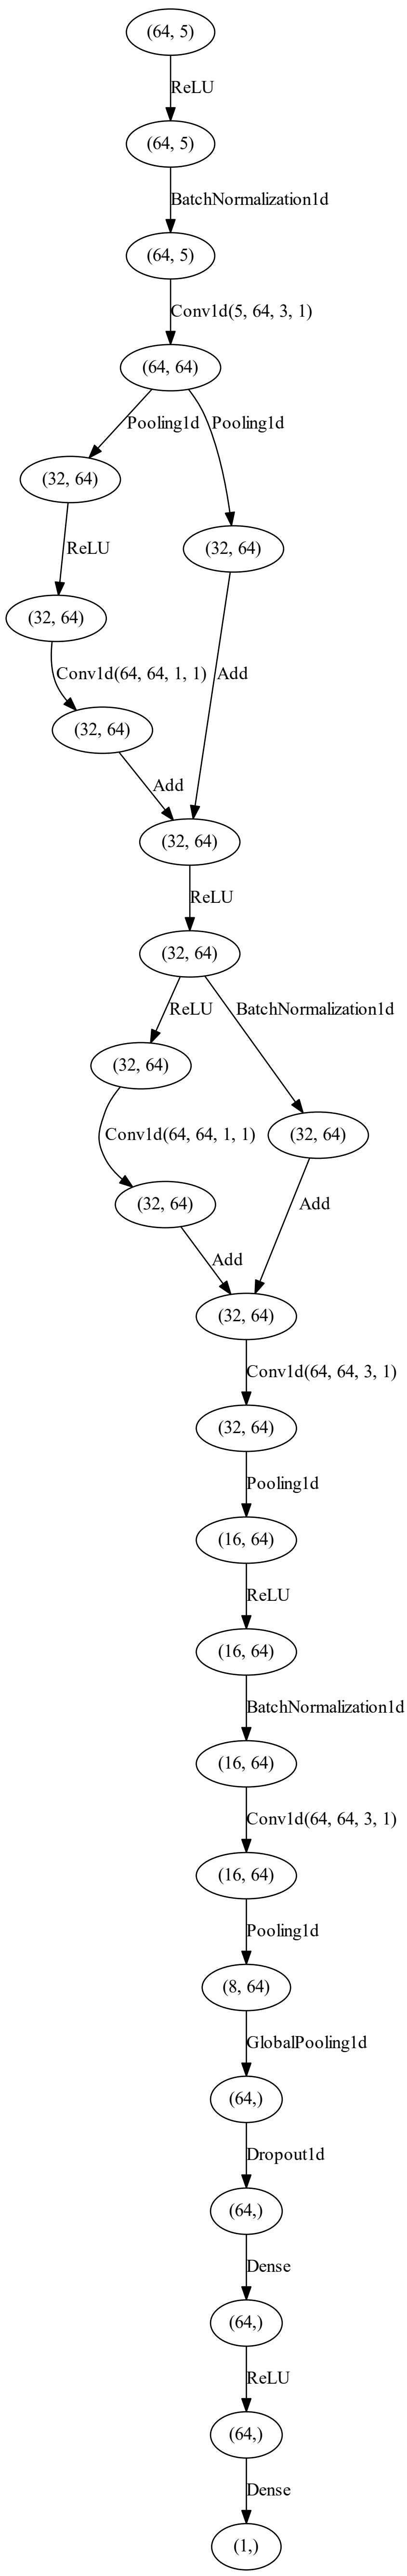 (64, 5)
ReLU
(64, 5)
BatchNormalization1d
(64, 5)
Conv1d(5, 64, 3, 1)
(64, 64)
Pooling1d
Pooling1d
(32, 64)
(32, 64)
ReLU
(32, 64)
Conv1d(64, 64, 1, 1)
Add
(32, 64)
Add
(32, 64)
ReLU
(32, 64)
ReLU
BatchNormalization1d
(32, 64)
Conv1d(64, 64, 1, 1)
(32, 64)
(32, 64)
Add
Add
(32, 64)
Conv1d(64, 64, 3, 1)
(32, 64)
Pooling1d
(16, 64)
ReLU
(16, 64)
BatchNormalization1d
(16, 64)
Conv1d(64, 64, 3, 1)
(16, 64)
Pooling1d
(8, 64)
GlobalPooling1d
(64,)
Dropout1d
(64,)
Dense
(64,)
ReLU
(64,)
Dense
(1,)